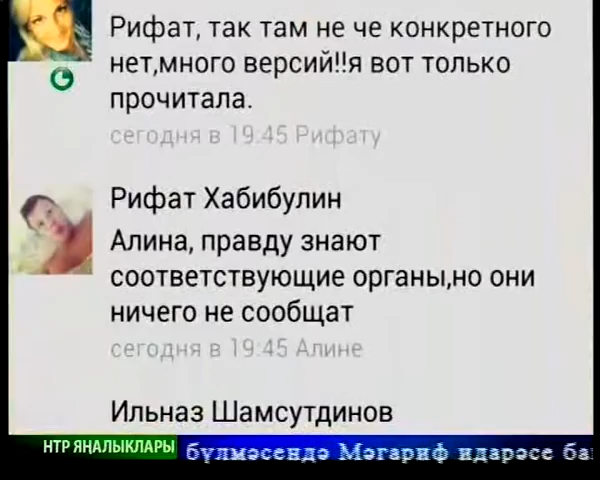 Рифат, так там не че конкретного
нет,много версий!!я вот только
прочитала.
сегодня в 19:45 Рифату
Рифат Хабибулин
Алина, правду знают
соответствующие органы,но они
ничего не сообщат
сегодня в 19:45 Алине
Ильназ Шамсутдинов
НТР ЯҢАЛЫКЛАРЫ бүлмәсендә Мәгариф идарәсе ба